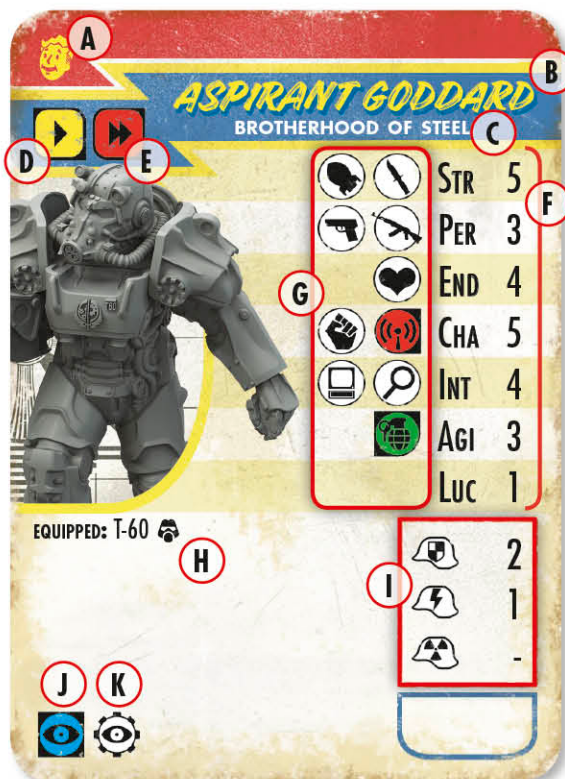 A
B
ASPIRANT GODDARD
BROTHERHOOD OF STEEL
C
D
E
F
STR 5
PER 3
END 4
G
CHA 5
INT 4
AGI 3
LUC 1
EQUIPPED: T-60
H
I
2
1
-
J
K